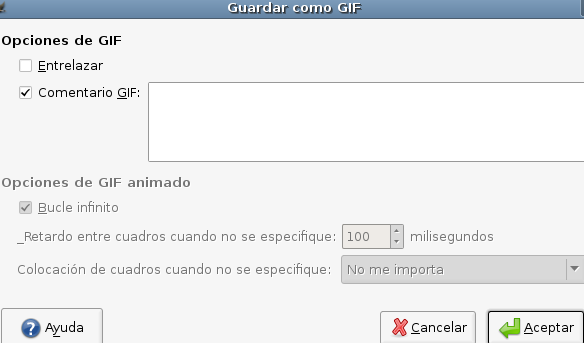 Guardar como GIF
Opciones de GIF
Entrelazar
Comentario GIF:
Opciones de GIF animado
Bucle infinito
_Retardo entre cuadros cuando no se especifique: 100 milisegundos
Colocación de cuadros cuando no se especifique: No me importa
Ayuda Cancelar Aceptar